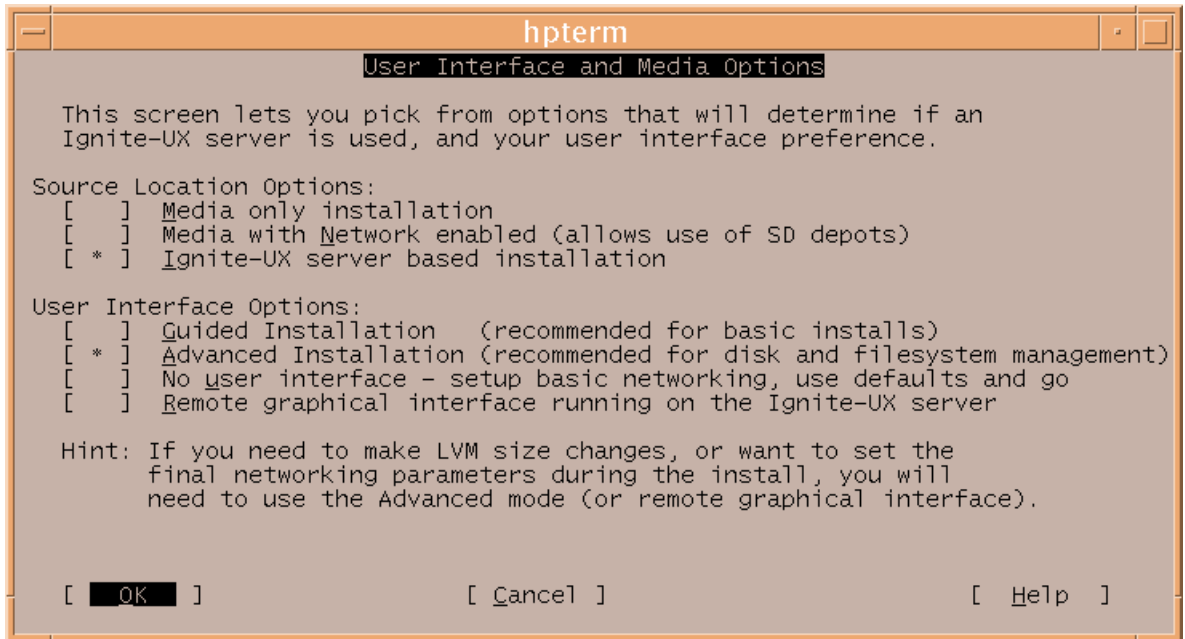 hpterm
User Interface and Media Options
This screen lets you pick from options that will determine if an
Ignite-UX server is used, and your user interface preference.
Source Location Options:
[   ]  Media only installation
[   ]  Media with Network enabled (allows use of SD depots)
[ * ]  Ignite-UX server based installation
User Interface Options:
[   ]  Guided Installation   (recommended for basic installs)
[ * ]  Advanced Installation (recommended for disk and filesystem management)
[   ]  No user interface - setup basic networking, use defaults and go
[   ]  Remote graphical interface running on the Ignite-UX server
Hint: If you need to make LVM size changes, or want to set the
final networking parameters during the install, you will
need to use the Advanced mode (or remote graphical interface).
[  OK  ]                  [ Cancel ]                         [  Help  ]